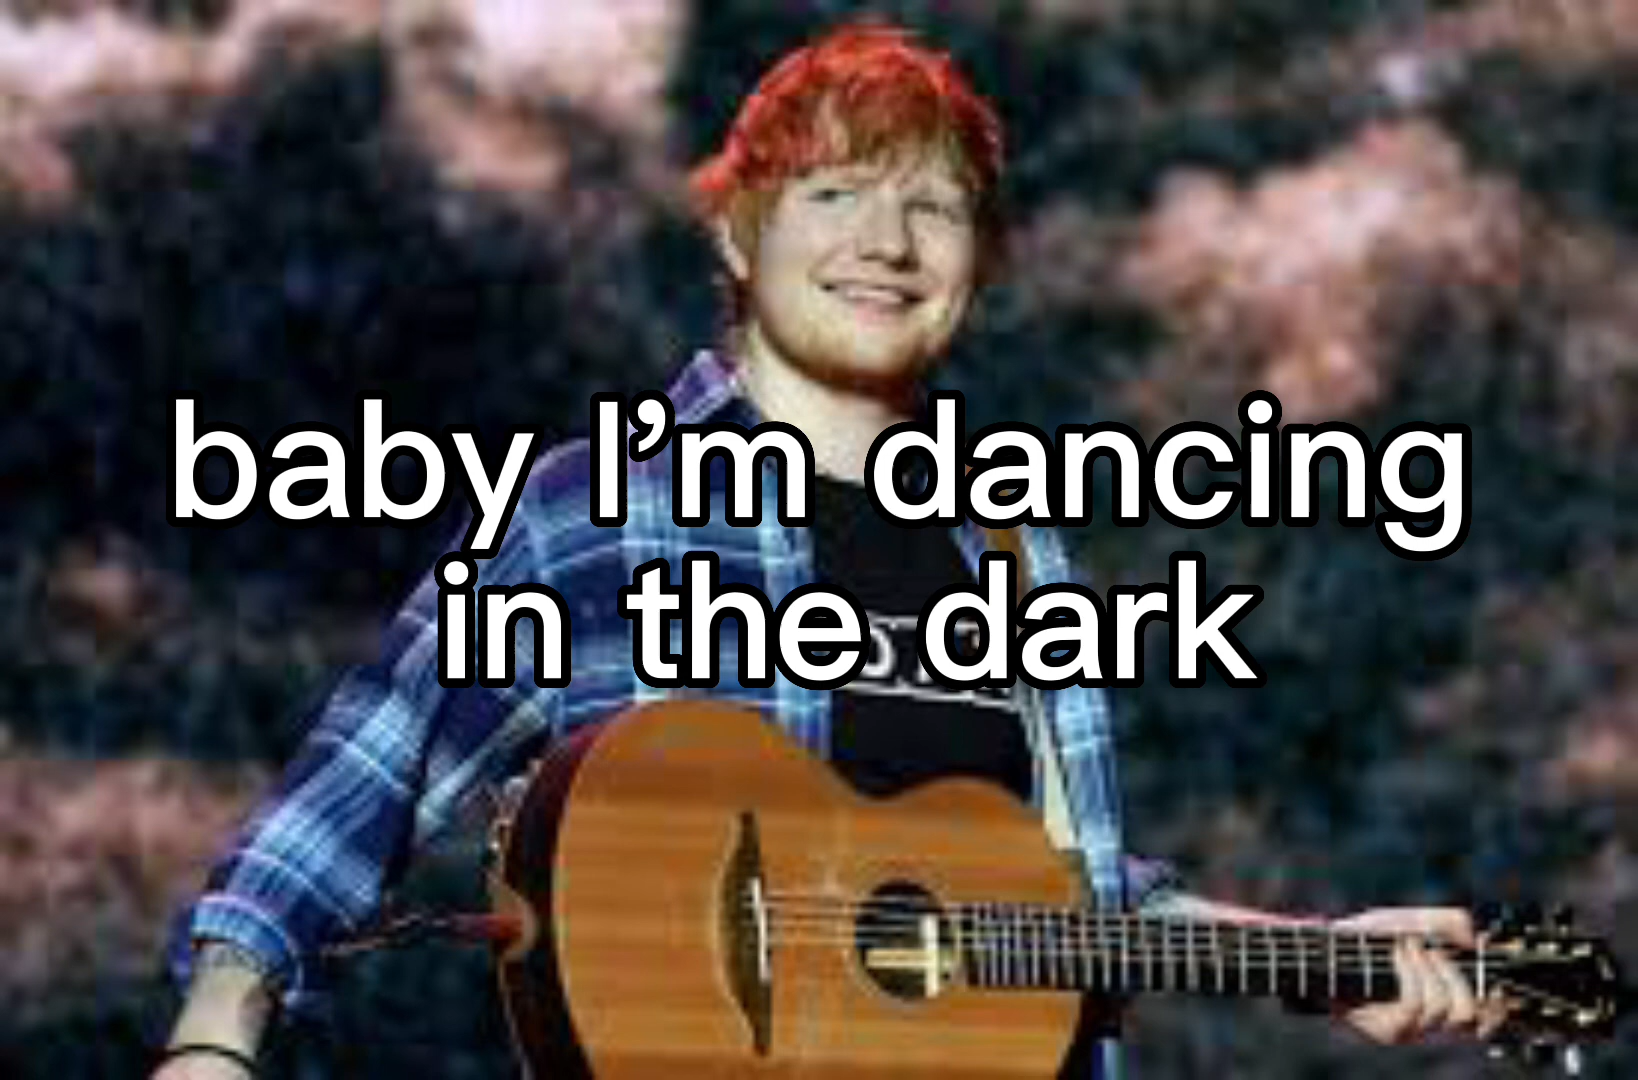 baby I’m dancing
in the dark